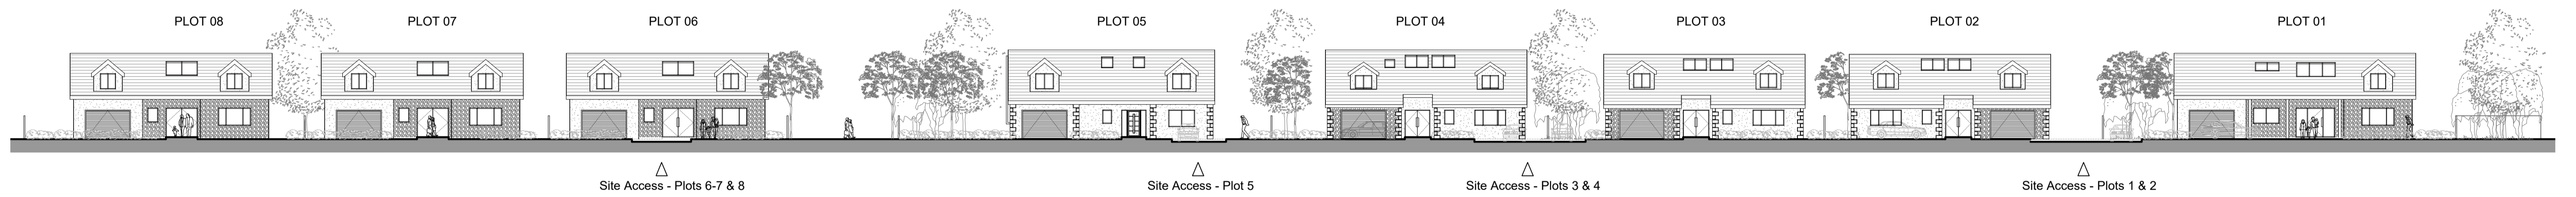 PLOT 08
PLOT 07
PLOT 06
PLOT 05
PLOT 04
PLOT 03
PLOT 02
PLOT 01
Site Access - Plots 6-7 & 8
Site Access - Plot 5
Site Access - Plots 3 & 4
Site Access - Plots 1 & 2